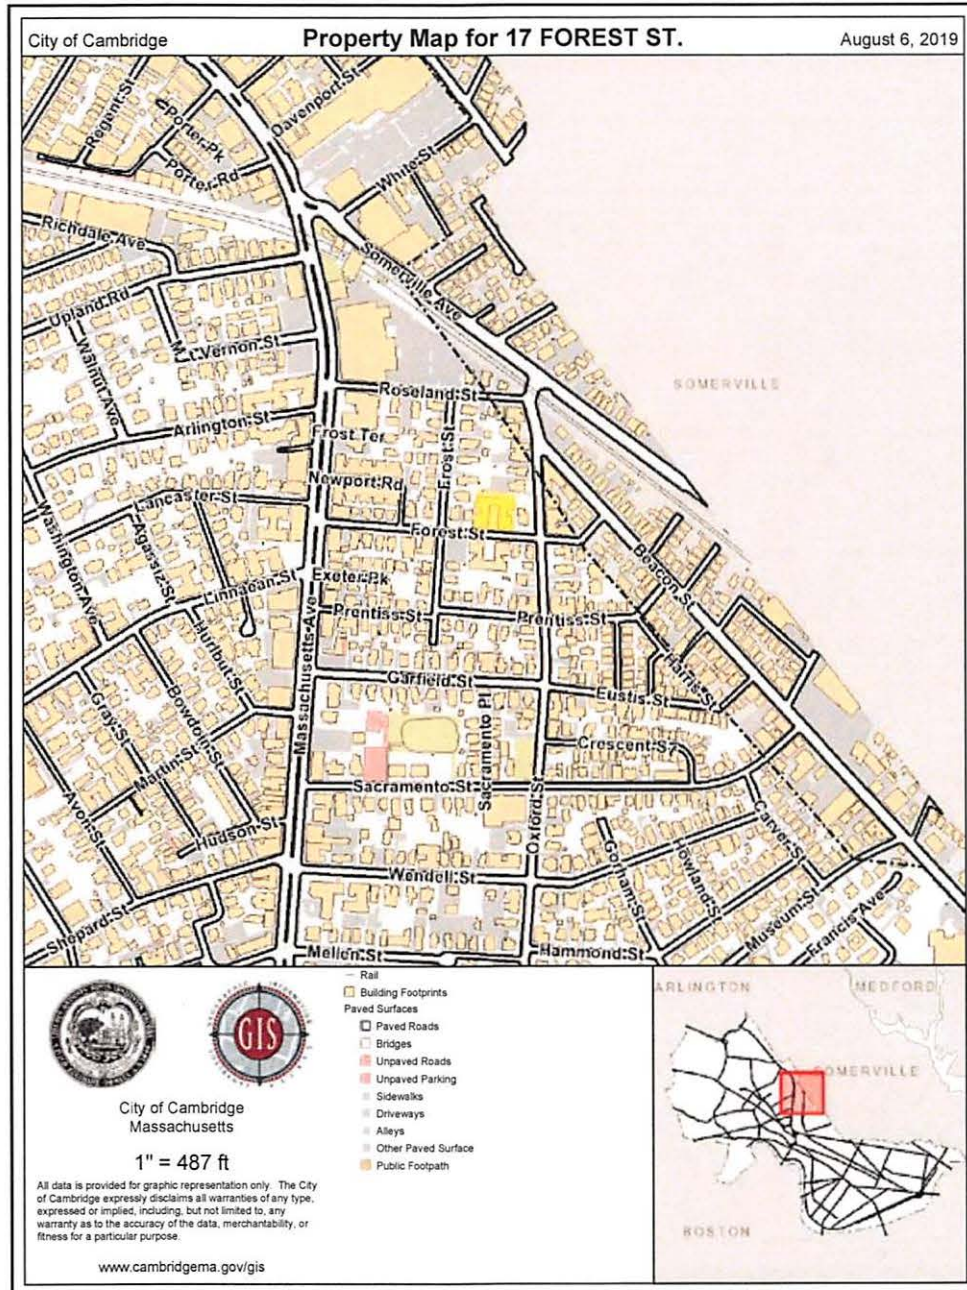 City of Cambridge
Property Map for 17 FOREST ST.
August 6, 2019
Regent St
Porter Pk
Porter Rd
Davenport St
White St
Richdale Ave
Somerville Ave
Upland Rd
Walnut Ave
Mt Vernon St
SOMERVILLE
Roseland St
Arlington St
Frost Ter
Frost St
Newport Rd
Lancaster St
Forest St
Washington Ave
Agassiz St
Linnaean St
Exeter Pk
Beacon St
Prentiss St
Prentiss St
Hurlbut St
Massachusetts Ave
Harris St
Garfield St
Eustis St
Gray St
Bowdoin St
Sacramento Pl
Crescent St
Martin St
Sacramento St
Avon St
Oxford St
Hudson St
Carver St
Gorham St
Howland St
Wendell St
Museum St
Francis Ave
Shepard St
Mellen St
Hammond St
Rail
Building Footprints
Paved Surfaces
Paved Roads
Bridges
Unpaved Roads
Unpaved Parking
Sidewalks
Driveways
Alleys
Other Paved Surface
Public Footpath
GIS
City of Cambridge
Massachusetts
1" = 487 ft
All data is provided for graphic representation only. The City
of Cambridge expressly disclaims all warranties of any type,
expressed or implied, including, but not limited to, any
warranty as to the accuracy of the data, merchantability, or
fitness for a particular purpose.
www.cambridgema.gov/gis
ARLINGTON
MEDFORD
SOMERVILLE
BOSTON